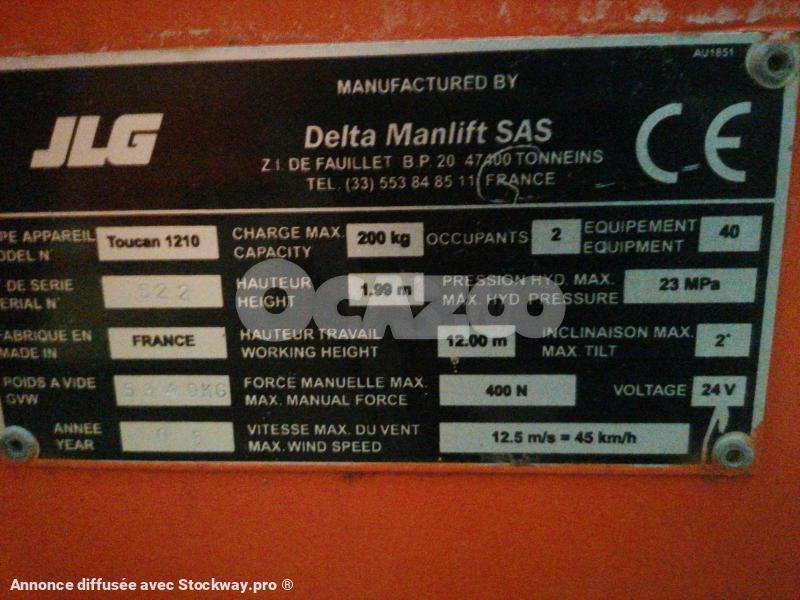 AU1851
MANUFACTURED BY
JLG
Delta Manlift SAS
Z.I. DE FAUILLET B.P. 20 47400 TONNEINS
TEL. (33) 553 84 85 11 FRANCE
CE
PE APPAREIL
ODEL N°
Toucan 1210
CHARGE MAX.
CAPACITY
200 kg
OCCUPANTS
2
EQUIPEMENT
EQUIPMENT
40
DE SERIE
ERIAL N°
822
HAUTEUR
HEIGHT
1.99 m
PRESSION HYD. MAX.
MAX. HYD. PRESSURE
23 MPa
OCAZOO
FABRIQUE EN
MADE IN
FRANCE
HAUTEUR TRAVAIL
WORKING HEIGHT
12.00 m
INCLINAISON MAX.
MAX. TILT
2°
POIDS A VIDE
GVW
FORCE MANUELLE MAX.
MAX. MANUAL FORCE
400 N
VOLTAGE
24 V
ANNÉE
YEAR
VITESSE MAX. DU VENT
MAX. WIND SPEED
12.5 m/s = 45 km/h
Annonce diffusée avec Stockway.pro ®